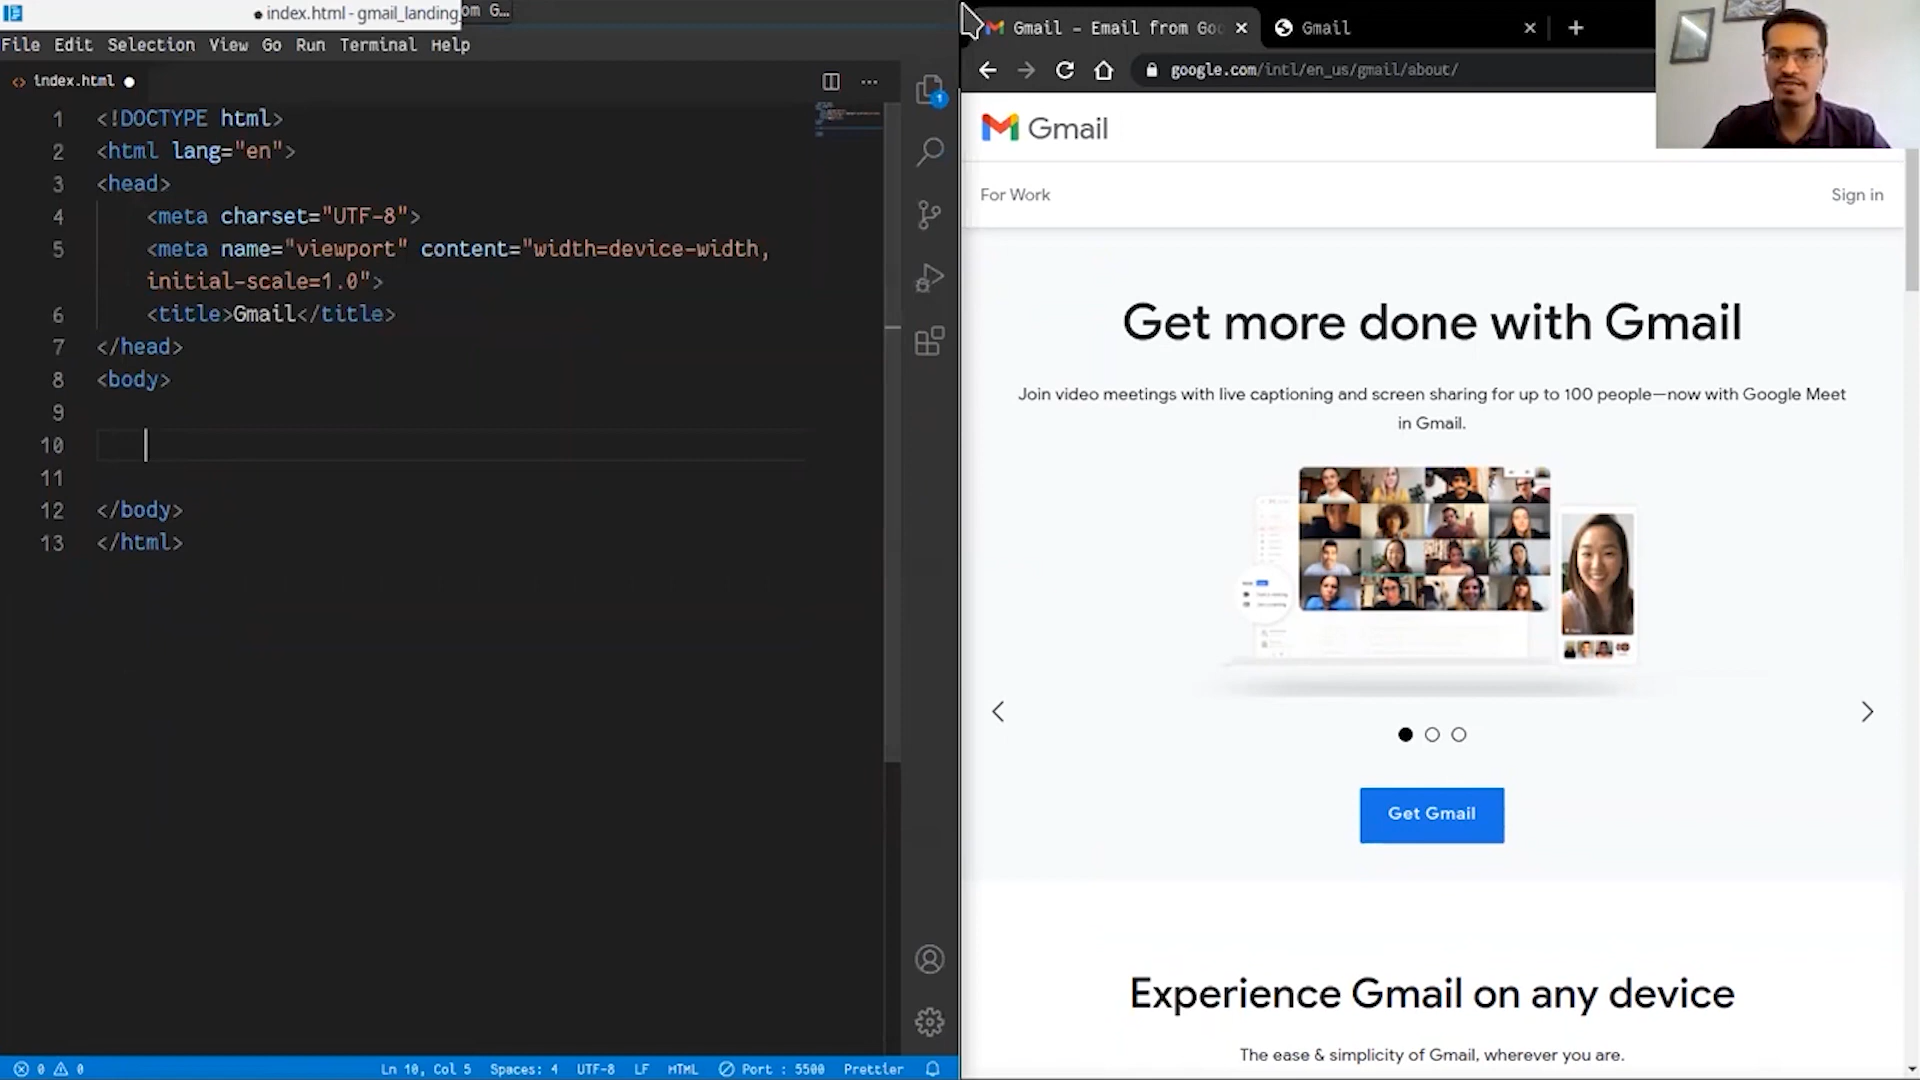 ● index.html - gmail_landing
om G...
File Edit Selection View Go Run Terminal Help
<> index.html ●
1 <!DOCTYPE html>
2 <html lang="en">
3 <head>
4 <meta charset="UTF-8">
5 <meta name="viewport" content="width=device-width,
initial-scale=1.0">
6 <title>Gmail</title>
7 </head>
8 <body>
9
10
11
12 </body>
13 </html>
1
0 0
Ln 10, Col 5 Spaces: 4 UTF-8 LF HTML Port : 5500 Prettier
Gmail – Email from Goo
Gmail
google.com/intl/en_us/gmail/about/
Gmail
For Work
Sign in
Get more done with Gmail
Join video meetings with live captioning and screen sharing for up to 100 people—now with Google Meet
in Gmail.
Get Gmail
Experience Gmail on any device
The ease & simplicity of Gmail, wherever you are.